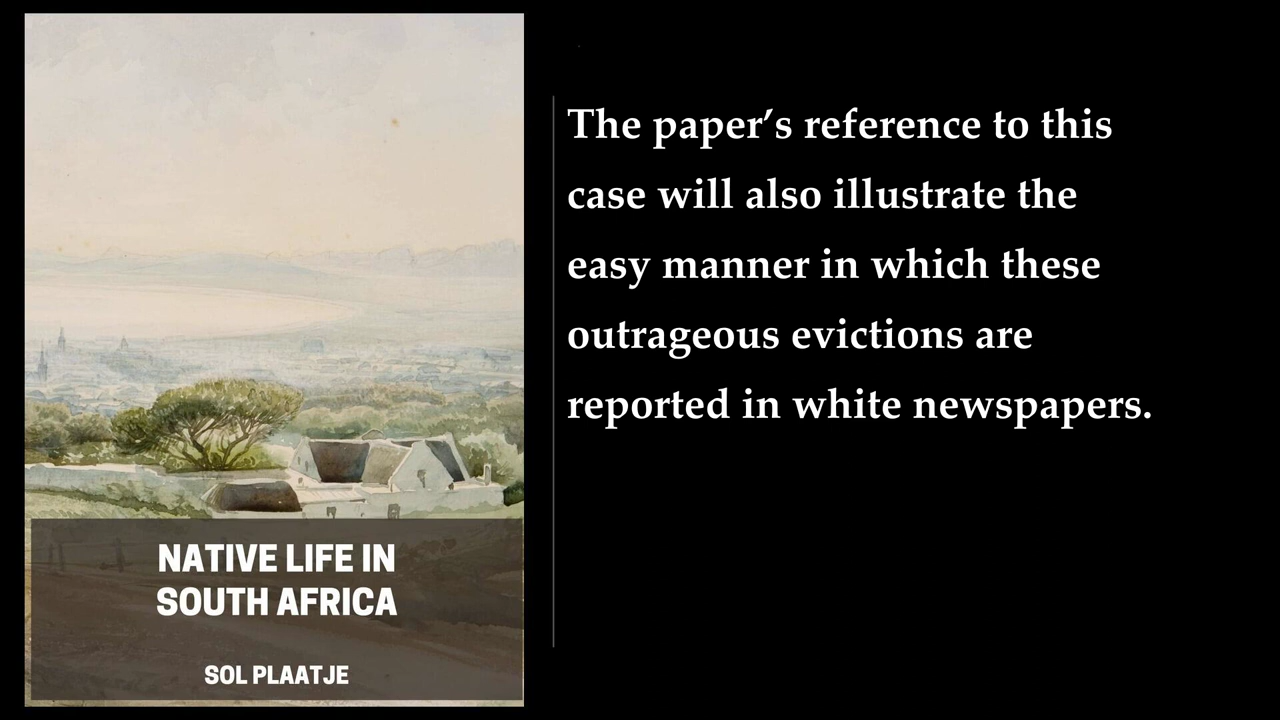 The paper’s reference to this
case will also illustrate the
easy manner in which these
outrageous evictions are
reported in white newspapers.
NATIVE LIFE IN
SOUTH AFRICA
SOL PLAATJE